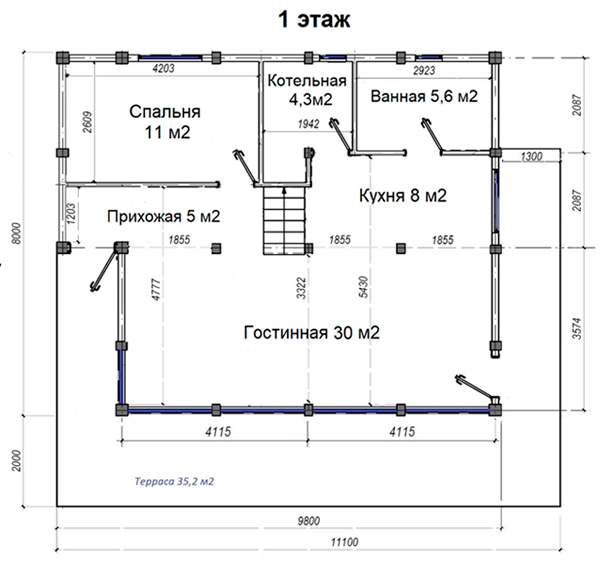 1 этаж
4203
Котельная
4,3м2
2923
Ванная 5,6 м2
2087
Спальня
11 м2
2609
1942
1300
Кухня 8 м2
2087
1203
Прихожая 5 м2
1855
1855
1855
8000
4777
3322
5430
3574
Гостинная 30 м2
4115
4115
2000
Терраса 35,2 м2
9800
11100